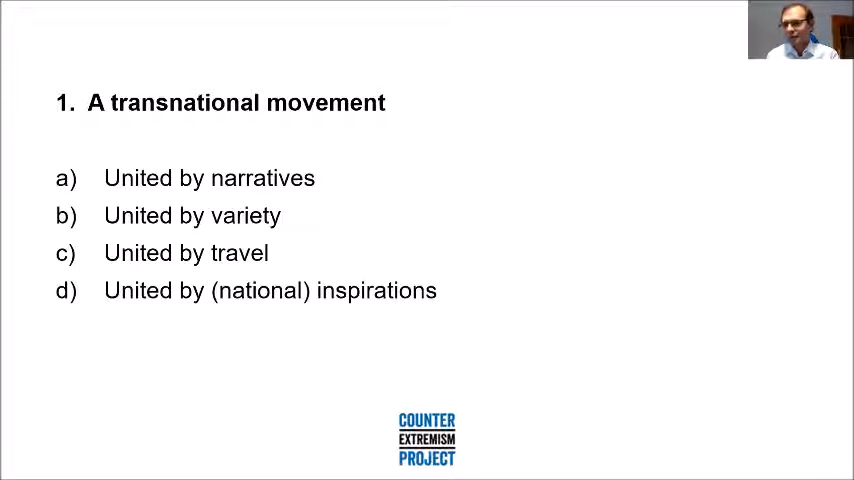 1. A transnational movement
a) United by narratives
b) United by variety
c) United by travel
d) United by (national) inspirations
COUNTER
EXTREMISM
PROJECT